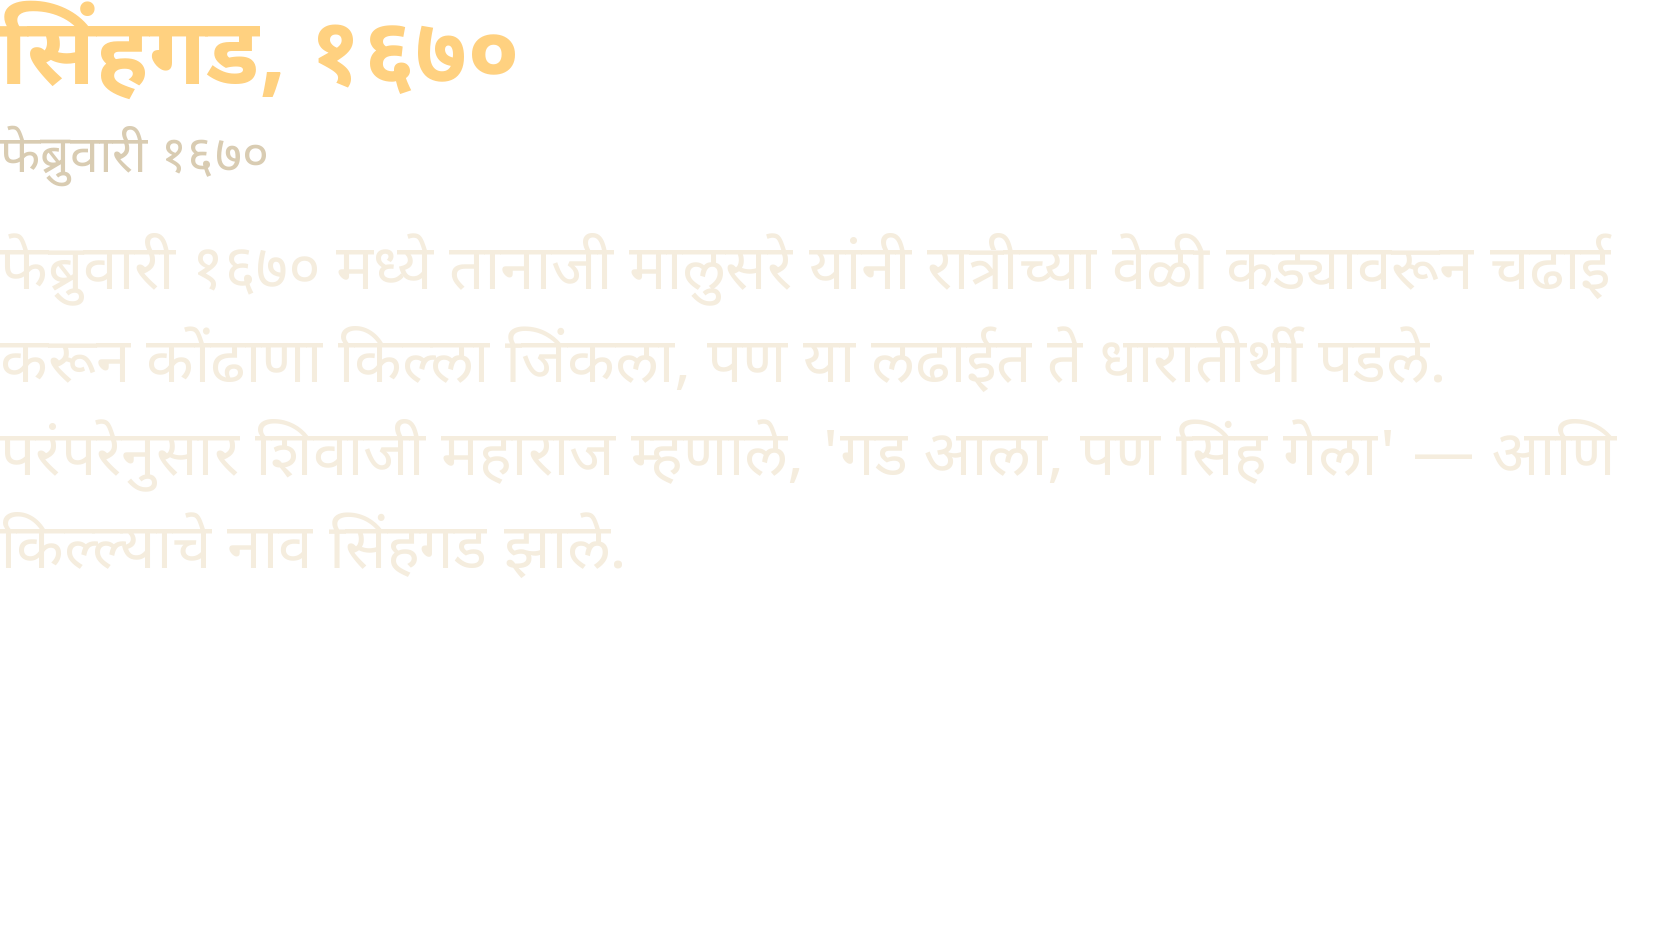 सिंहगड, १६७०
फेब्रुवारी १६७०
फेब्रुवारी १६७० मध्ये तानाजी मालुसरे यांनी रात्रीच्या वेळी कड्यावरून चढाई
करून कोंढाणा किल्ला जिंकला, पण या लढाईत ते धारातीर्थी पडले.
परंपरेनुसार शिवाजी महाराज म्हणाले, 'गड आला, पण सिंह गेला' — आणि
किल्ल्याचे नाव सिंहगड झाले.